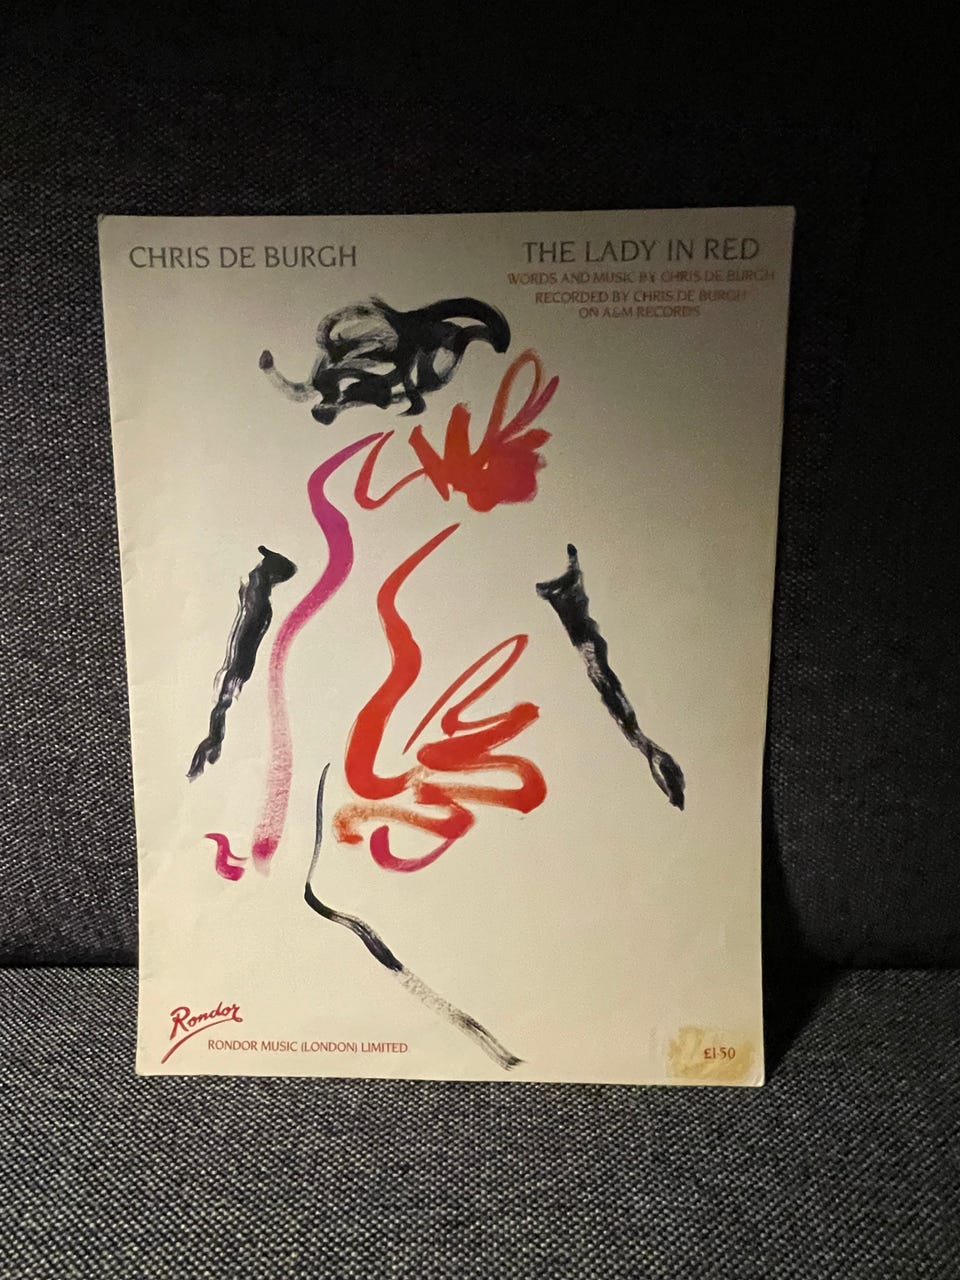 CHRIS DE BURGH
THE LADY IN RED
WORDS AND MUSIC BY CHRIS DE BURGH
RECORDED BY CHRIS DE BURGH
ON A&M RECORDS
Rondor
RONDOR MUSIC (LONDON) LIMITED
£1·50